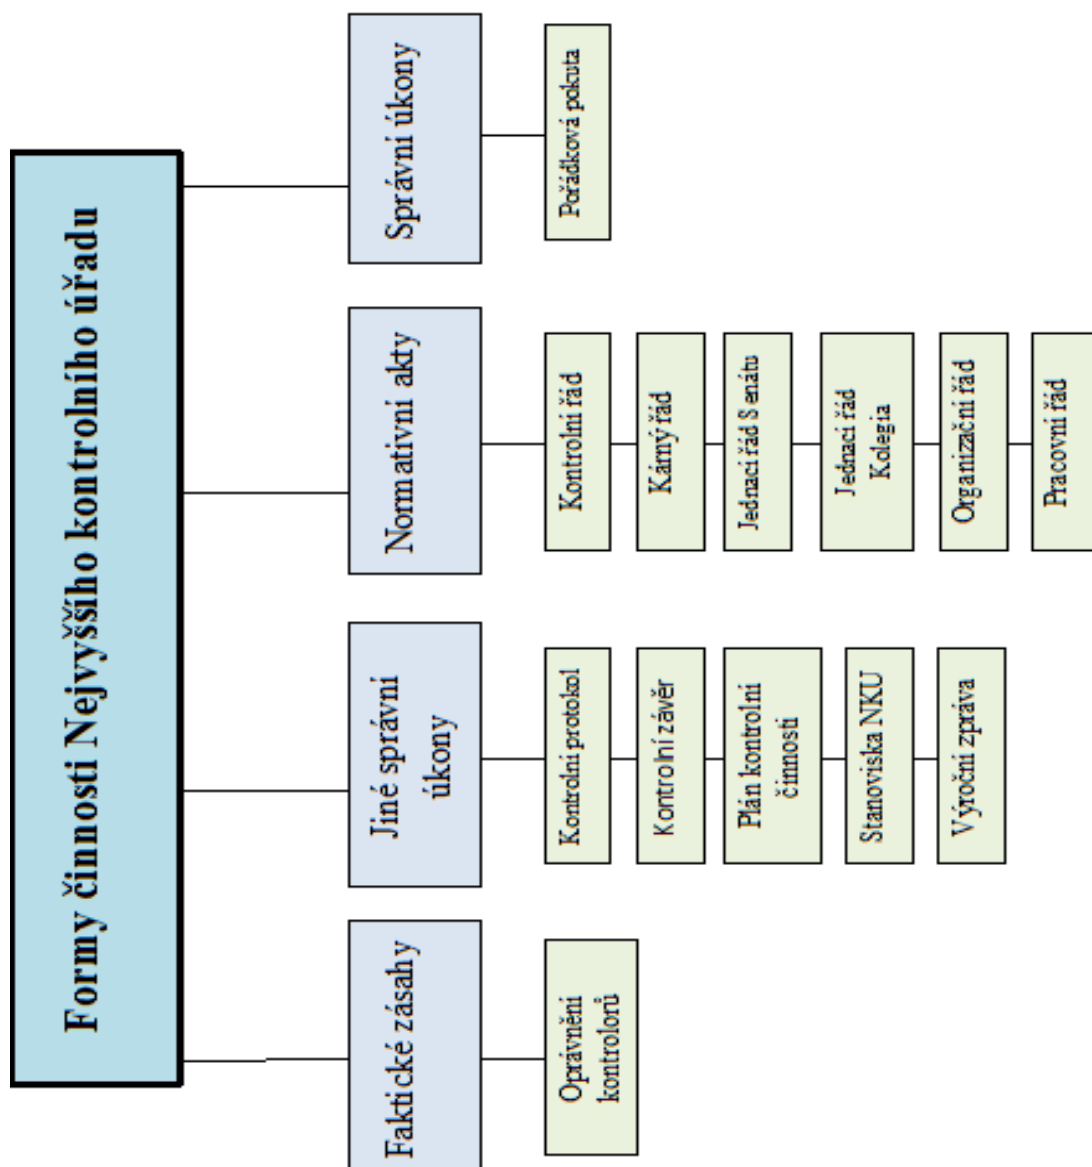 Formy činnosti Nejvyššího kontrolního úřadu
Faktické zásahy
Oprávnění
kontrolorů
Jiné správní
úkony
Kontrolní protokol
Kontrolní závěr
Plán kontrolní
činnosti
Stanoviska NKU
Výroční zpráva
Normativní akty
Kontrolní řád
Kárný řád
Jednací řád Senátu
Jednací řád
Kolegia
Organizační řád
Pracovní řád
Správní úkony
Pořádková pokuta